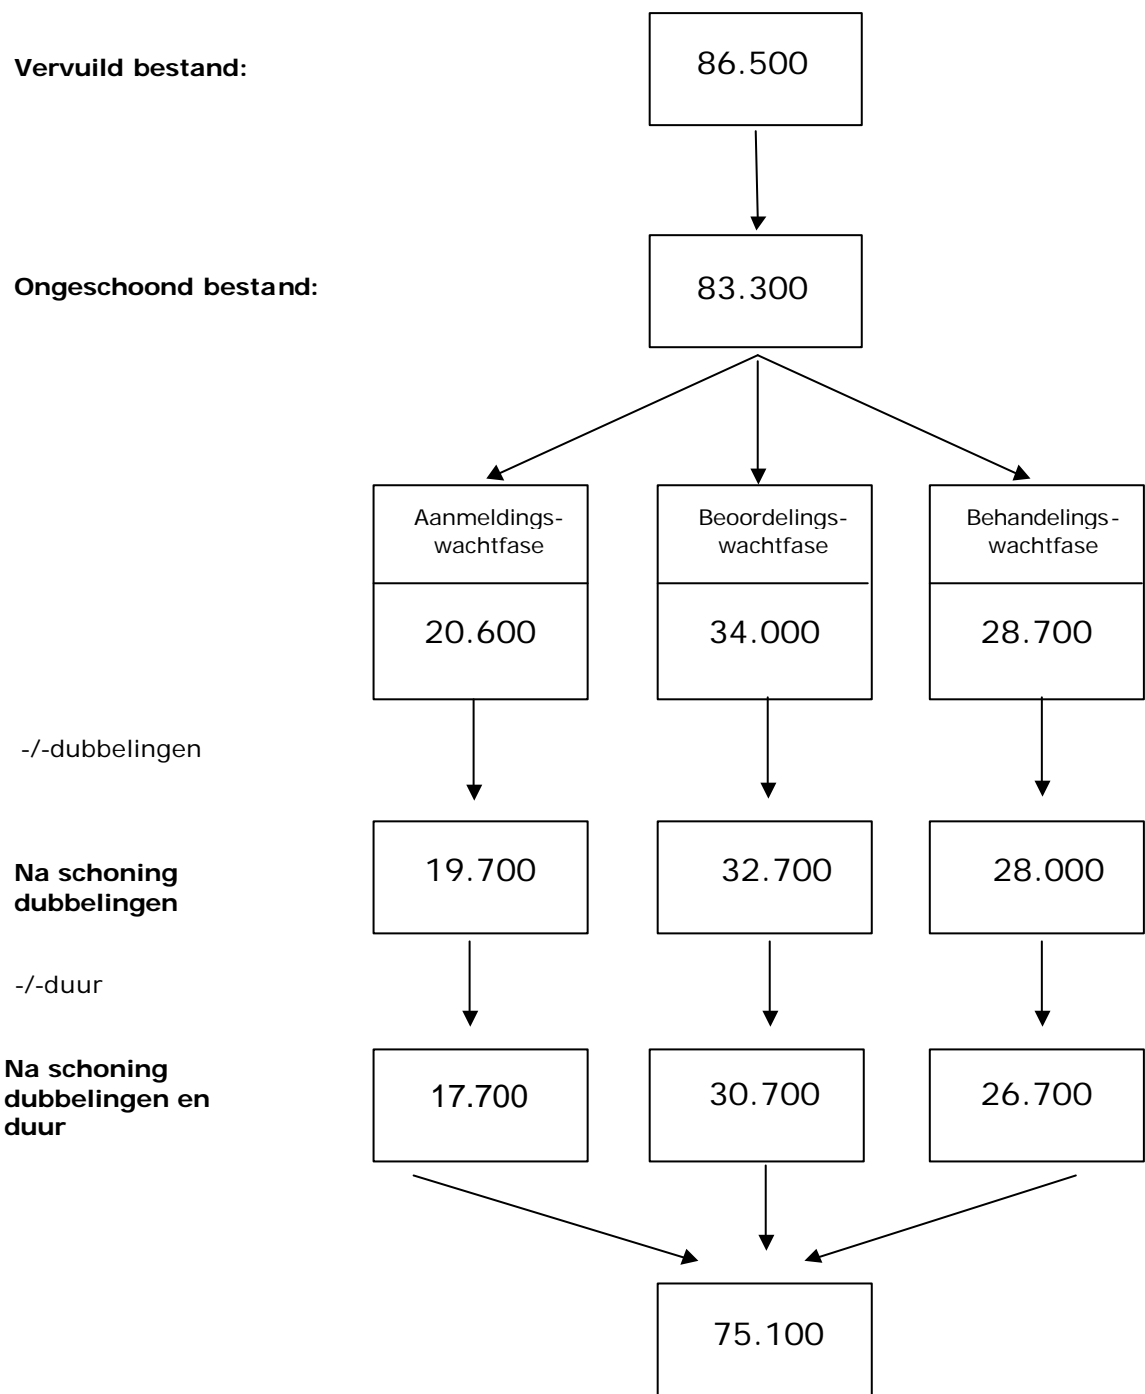 Vervuild bestand:
86.500
Ongeschoond bestand:
83.300
Aanmeldings-
wachtfase
Beoordelings-
wachtfase
Behandelings-
wachtfase
20.600
34.000
28.700
-/-dubbelingen
Na schoning
dubbelingen
19.700
32.700
28.000
-/-duur
Na schoning
dubbelingen en
duur
17.700
30.700
26.700
75.100